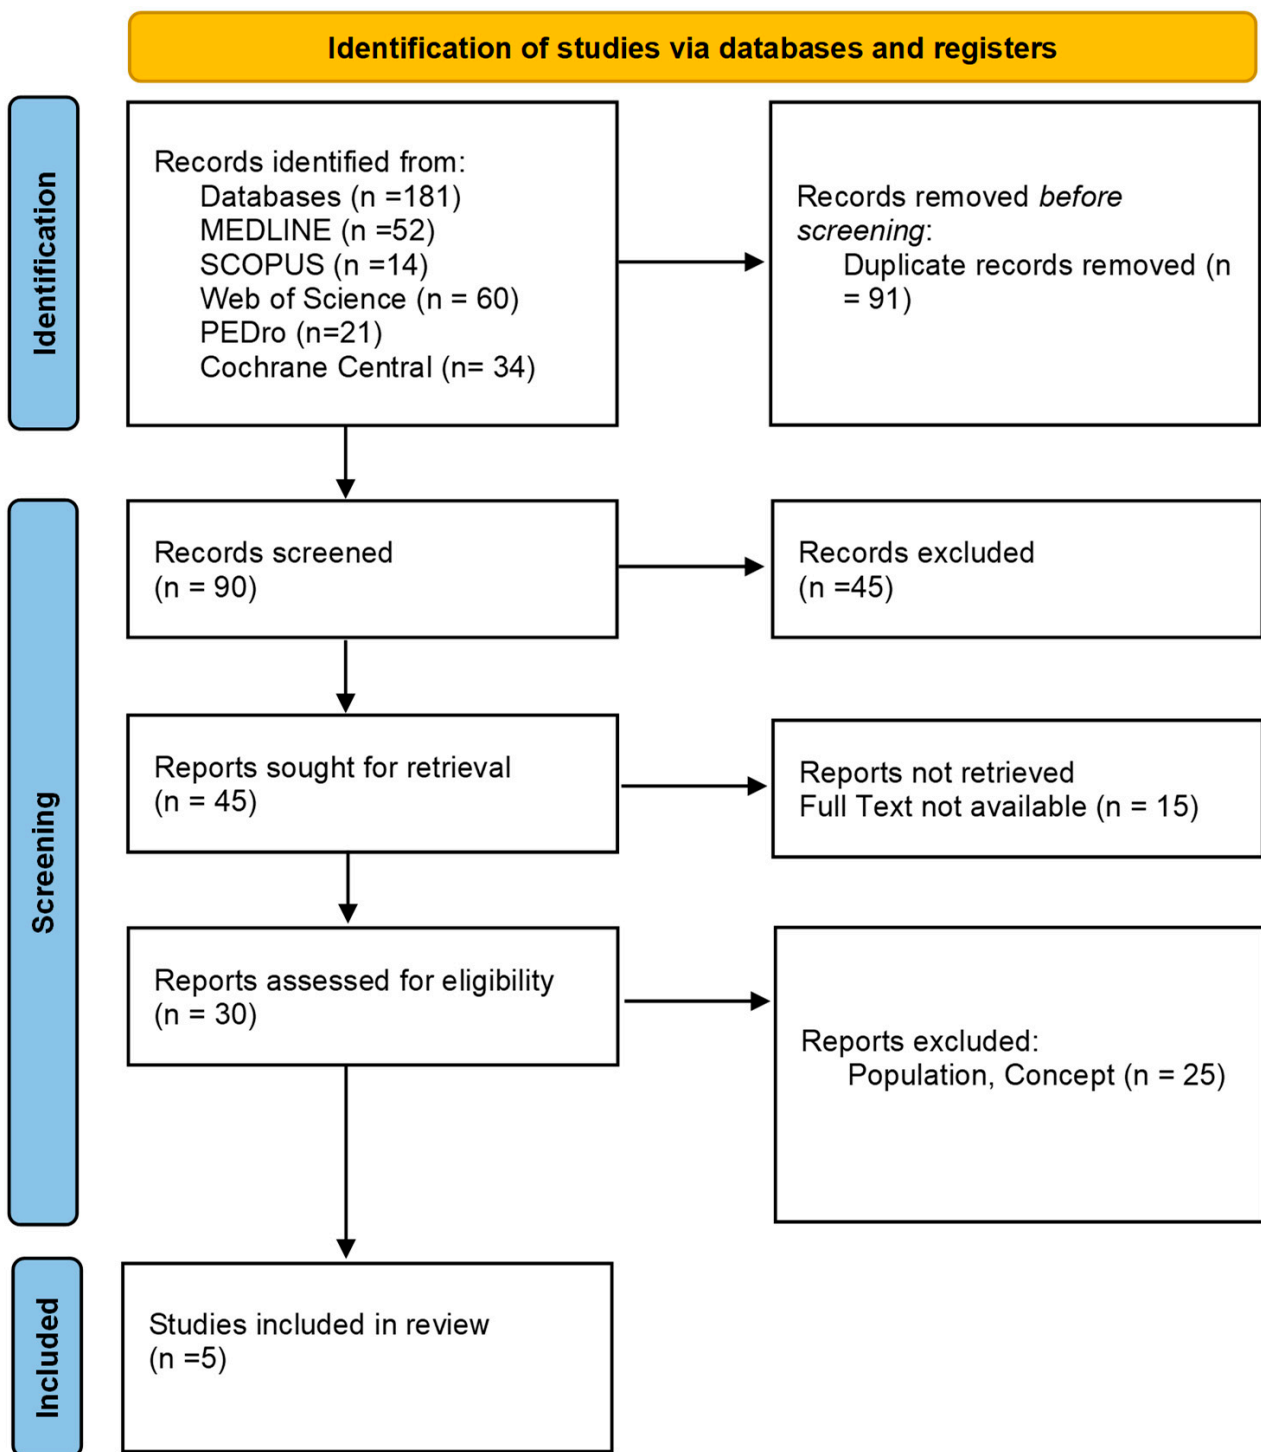 Identification of studies via databases and registers
Identification
Records identified from:
Databases (n =181)
MEDLINE (n =52)
SCOPUS (n =14)
Web of Science (n = 60)
PEDro (n=21)
Cochrane Central (n= 34)
Records removed before
screening:
Duplicate records removed (n
= 91)
Screening
Records screened
(n = 90)
Records excluded
(n =45)
Reports sought for retrieval
(n = 45)
Reports not retrieved
Full Text not available (n = 15)
Reports assessed for eligibility
(n = 30)
Reports excluded:
Population, Concept (n = 25)
Included
Studies included in review
(n =5)